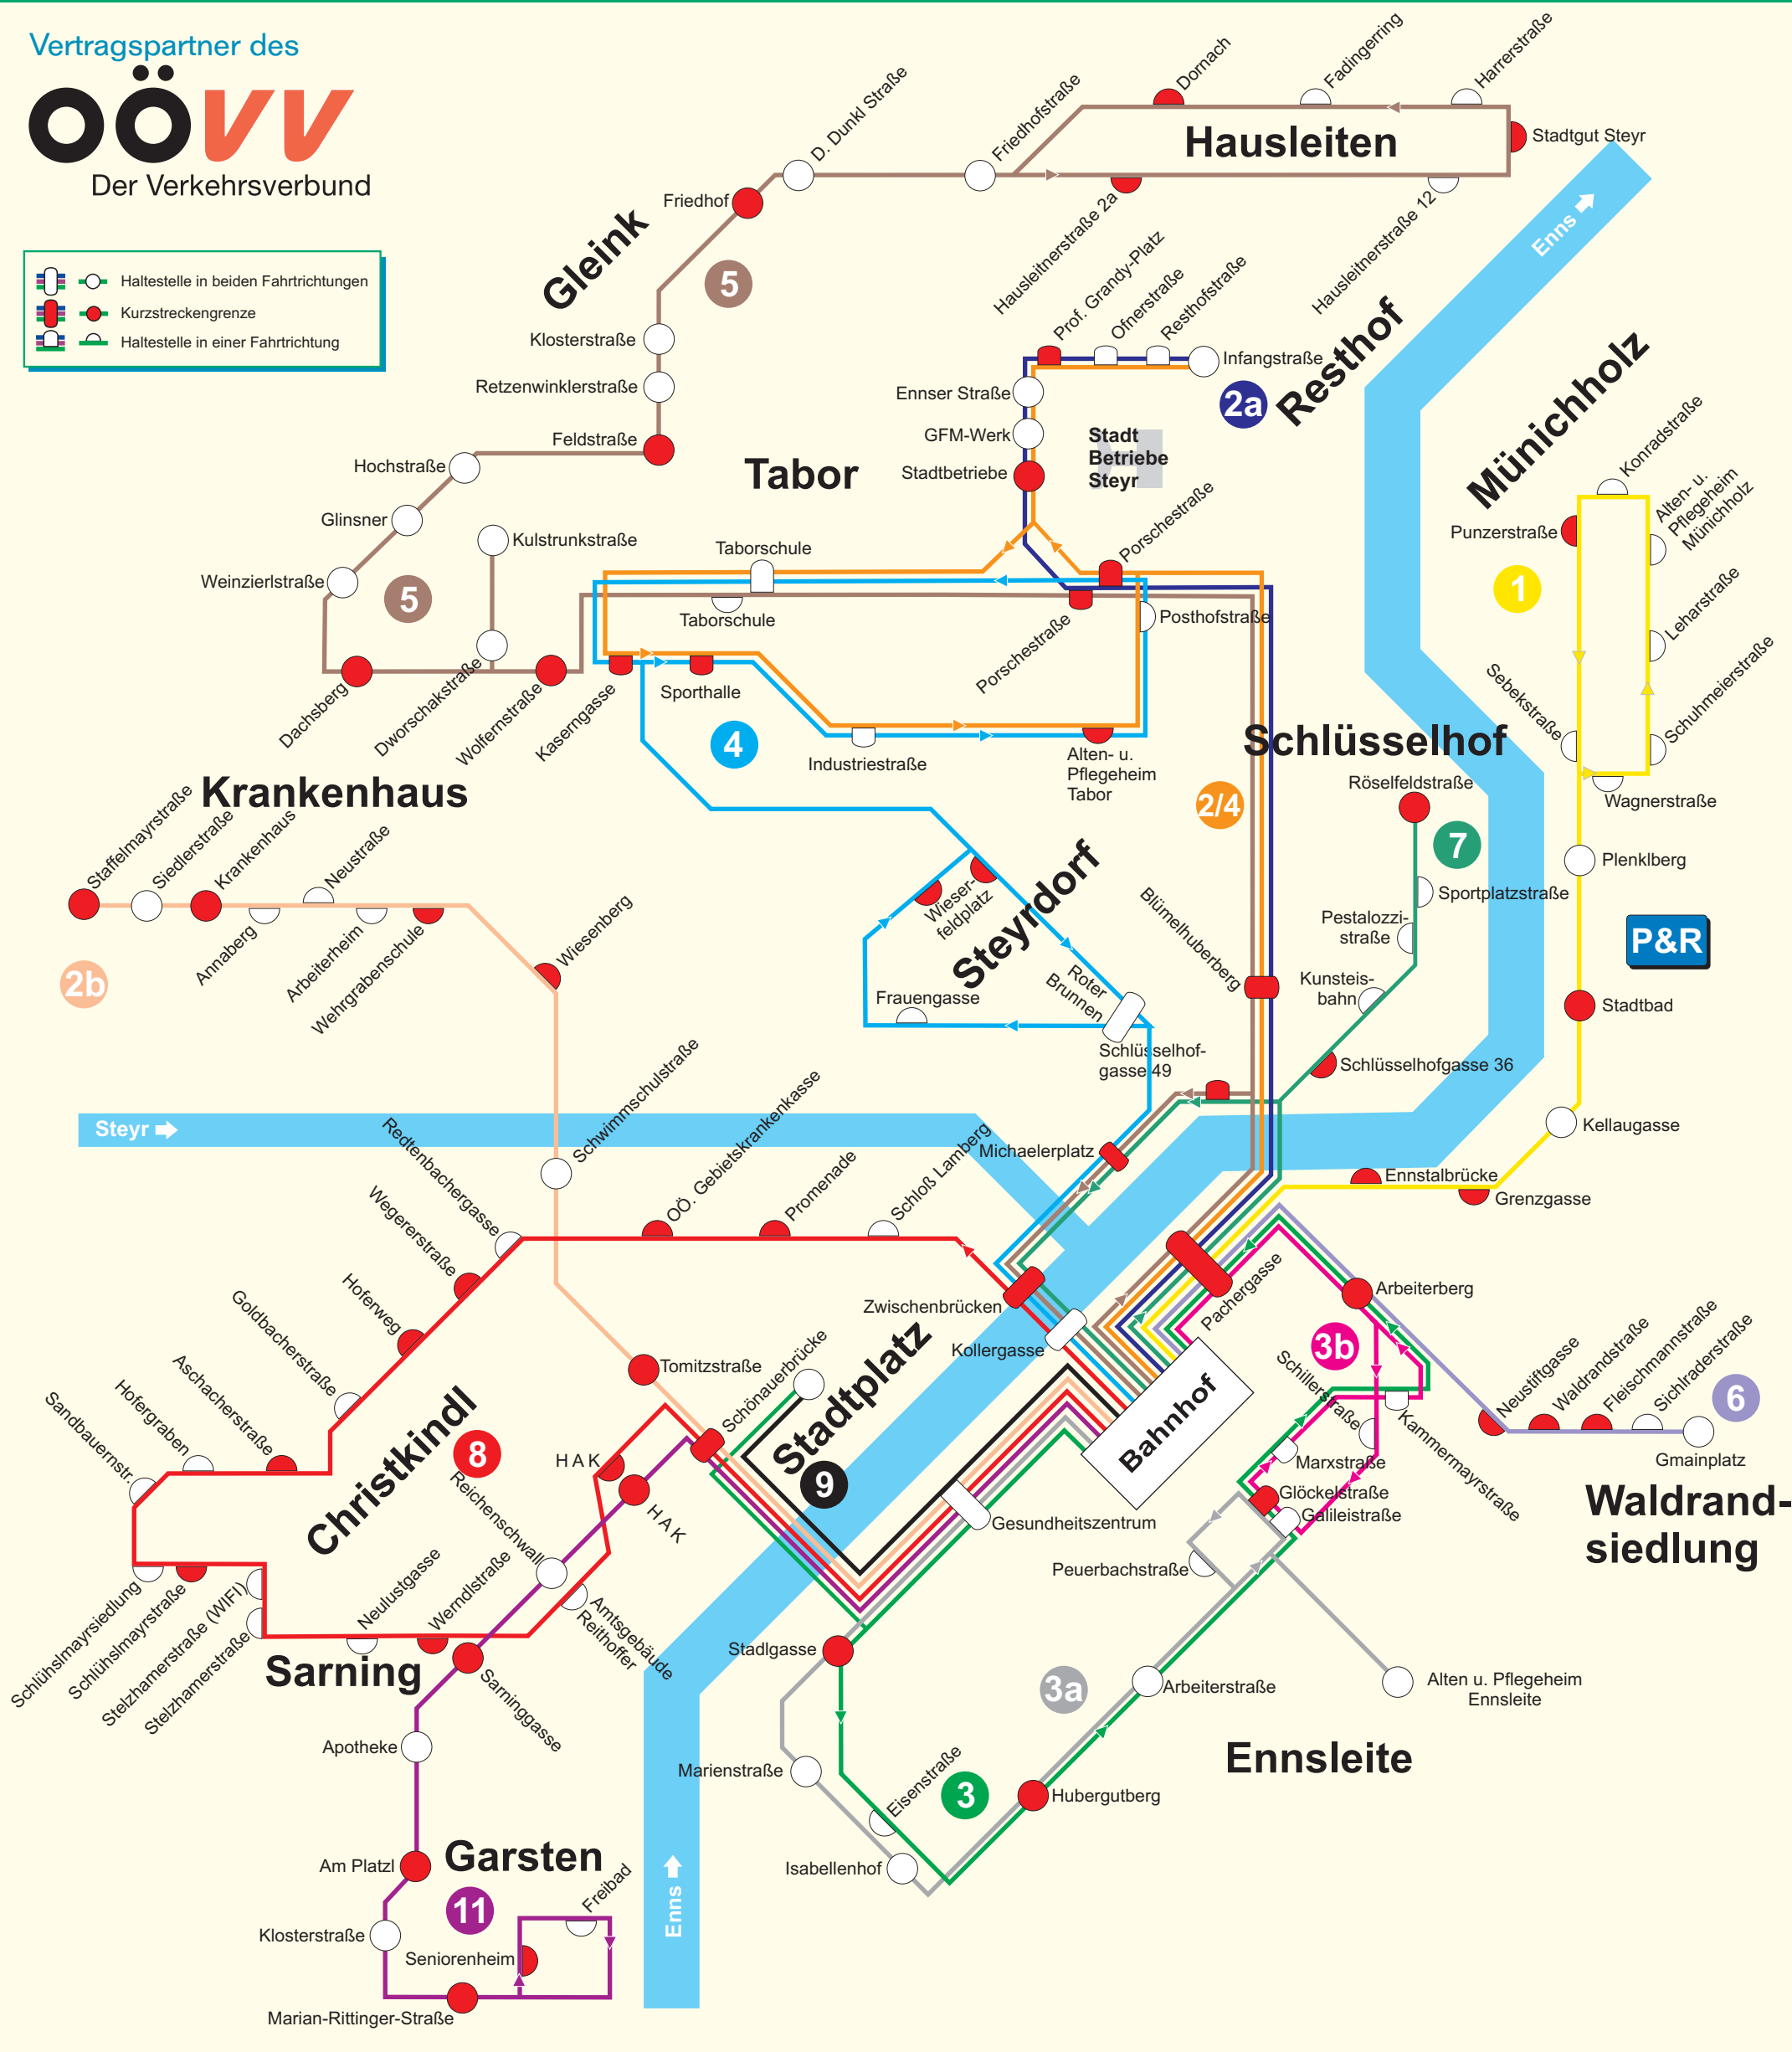 Vertragspartner des
OÖVV
Der Verkehrsverbund
Haltestelle in beiden Fahrtrichtungen
Kurzstreckengrenze
Haltestelle in einer Fahrtrichtung
Dornach
Fadingerring
Harrerstraße
Hausleiten
Stadtgut Steyr
D. Dunkl Straße
Friedhofstraße
Friedhof
Hausleitnerstraße 2a
Hausleitnerstraße 12
Enns
Gleink
5
Klosterstraße
Retzenwinklerstraße
Feldstraße
Hochstraße
Glinsner
Weinzierlstraße
Kulstrunkstraße
5
Dachsberg
Dworschakstraße
Wolfernstraße
Prof. Grandy-Platz
Ofnerstraße
Resthofstraße
Infangstraße
2a
Resthof
Ennser Straße
GFM-Werk
Stadtbetriebe
Stadt
Betriebe
Steyr
Tabor
Taborschule
Taborschule
Porschestraße
Porschestraße
Posthofstraße
Kaserngasse
Sporthalle
4
Industriestraße
Alten- u.
Pflegeheim
Tabor
2/4
Münichholz
Konradstraße
Punzerstraße
Alten- u.
Pflegeheim
Münichholz
1
Leharstraße
Sebekstraße
Schuhmeierstraße
Wagnerstraße
Plenklberg
P&R
Stadtbad
Kellaugasse
Ennstalbrücke
Grenzgasse
Schlüsselhof
Röselfeldstraße
7
Sportplatzstraße
Pestalozzi-
straße
Kunsteis-
bahn
Schlüsselhofgasse 36
Krankenhaus
Staffelmayrstraße
Siedlerstraße
Krankenhaus
Neustraße
Annaberg
Arbeiterheim
Wehrgrabenschule
Wiesenberg
2b
Schwimmschulstraße
Steyr
Steyrdorf
Wieser-
feldplatz
Frauengasse
Roter
Brunnen
Blümelhuberberg
Schlüsselhof-
gasse 49
Michaelerplatz
Redtenbachergasse
OÖ. Gebietskrankenkasse
Promenade
Schloß Lamberg
Wegererstraße
Hoferweg
Goldbacherstraße
Aschacherstraße
Hofergraben
Sandbauernstr.
Christkindl
8
Schlühslmayrsiedlung
Schlühslmayrstraße
Stelzhamerstraße (WIFI)
Stelzhamerstraße
Neulustgasse
Werndlstraße
Reichenschwall
Amtsgebäude
Reithoffer
HAK
HAK
Tomitzstraße
Schönauerbrücke
Stadtplatz
9
Zwischenbrücken
Kollergasse
Pachergasse
Bahnhof
Gesundheitszentrum
Arbeiterberg
3b
Schillerstraße
Kammermayrstraße
Marxstraße
Glöckelstraße
Galileistraße
Peuerbachstraße
Neustiftgasse
Waldrandstraße
Fleischmannstraße
Sichlraderstraße
6
Gmainplatz
Waldrand-
siedlung
Sarning
Sarninggasse
Apotheke
Am Platzl
Garsten
11
Freibad
Klosterstraße
Seniorenheim
Marian-Rittinger-Straße
Enns
Stadlgasse
3a
Marienstraße
Eisenstraße
3
Isabellenhof
Hubergutberg
Arbeiterstraße
Alten u. Pflegeheim
Ennsleite
Ennsleite